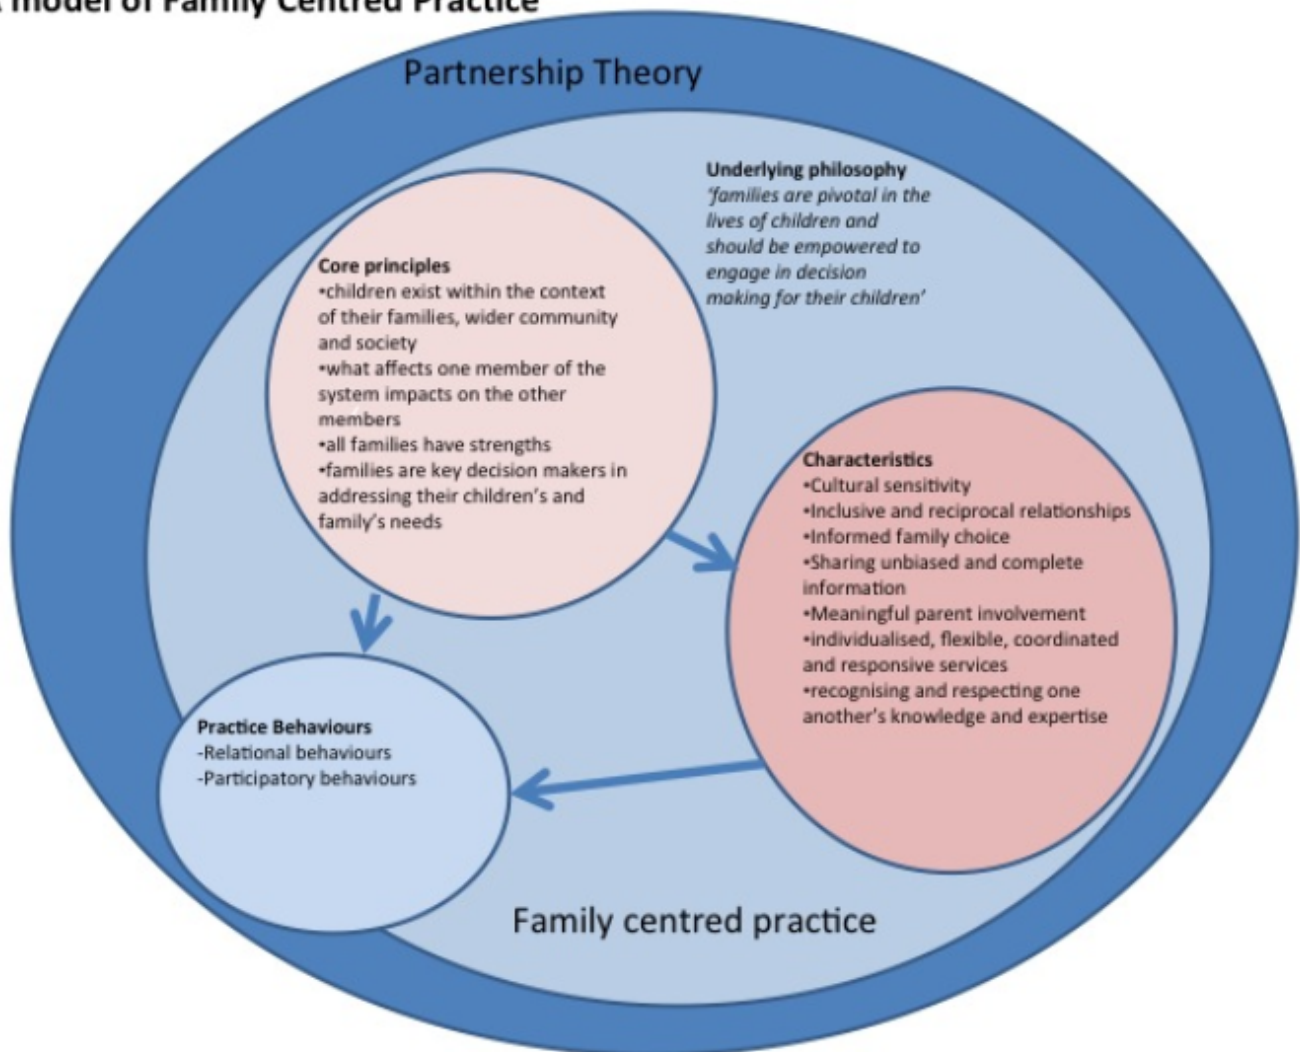 model of Family Centred Practice
Partnership Theory
Underlying philosophy
‘families are pivotal in the
lives of children and
should be empowered to
engage in decision
making for their children’
Core principles
•children exist within the context
of their families, wider community
and society
•what affects one member of the
system impacts on the other
members
•all families have strengths
•families are key decision makers in
addressing their children’s and
family’s needs
Characteristics
•Cultural sensitivity
•Inclusive and reciprocal relationships
•Informed family choice
•Sharing unbiased and complete
information
•Meaningful parent involvement
•individualised, flexible, coordinated
and responsive services
•recognising and respecting one
another’s knowledge and expertise
Practice Behaviours
-Relational behaviours
-Participatory behaviours
Family centred practice